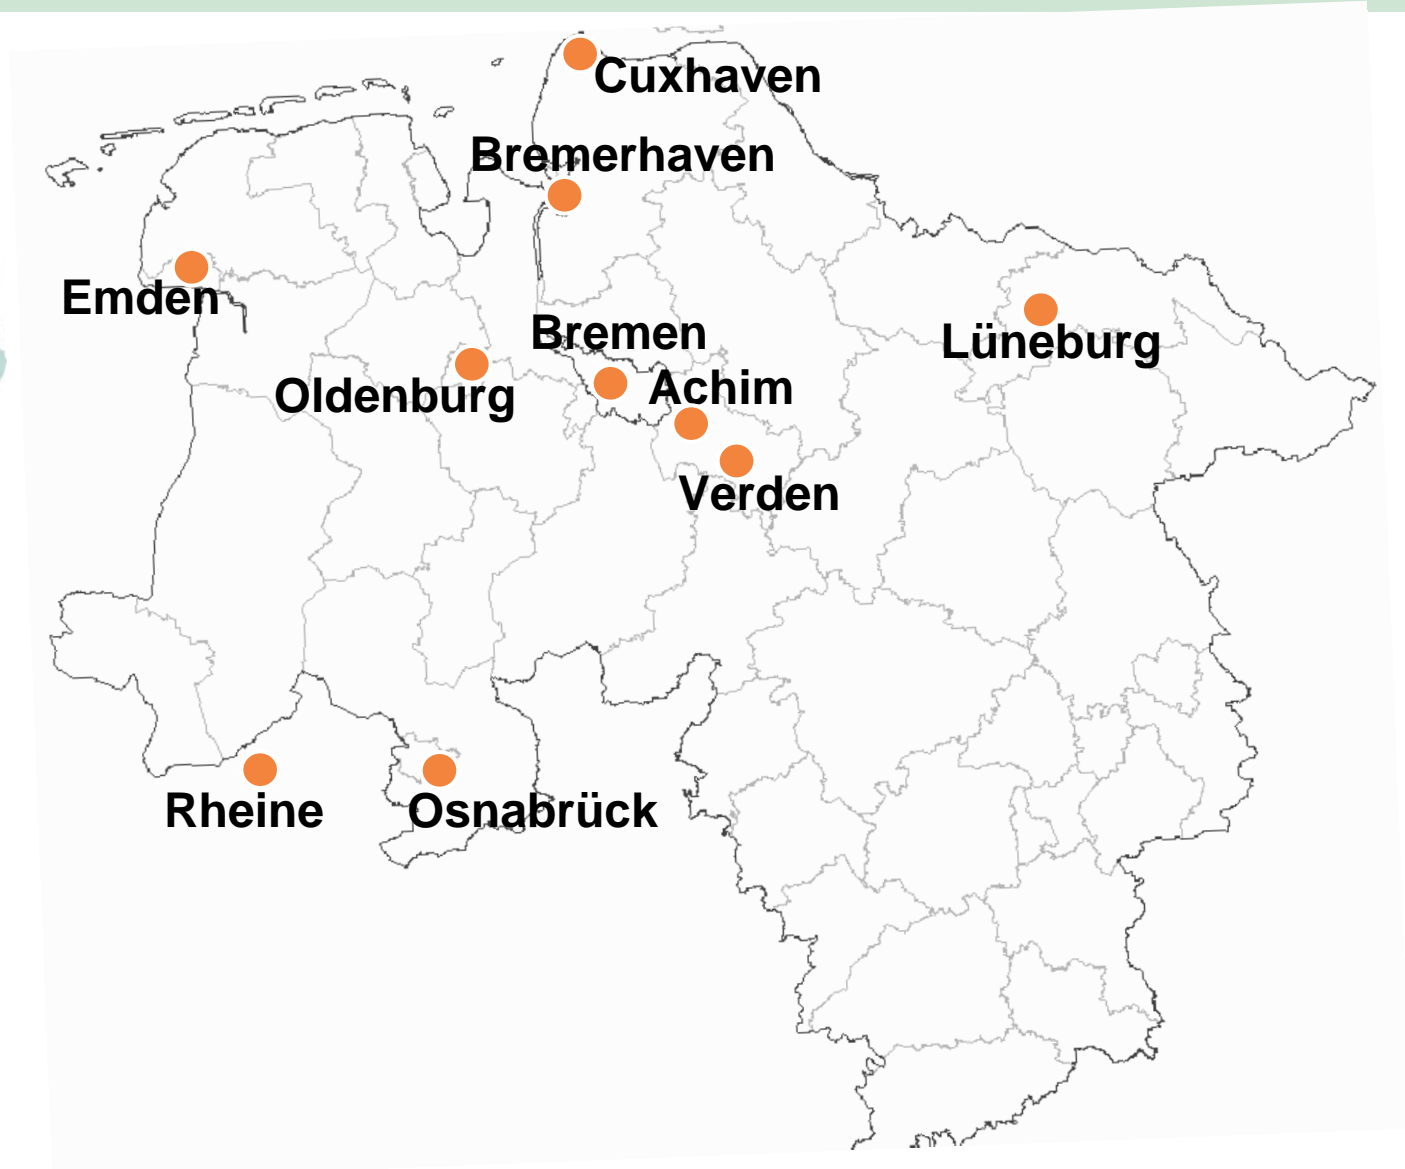 Cuxhaven
Bremerhaven
Emden
Bremen
Lüneburg
Achim
Oldenburg
Verden
Rheine
Osnabrück